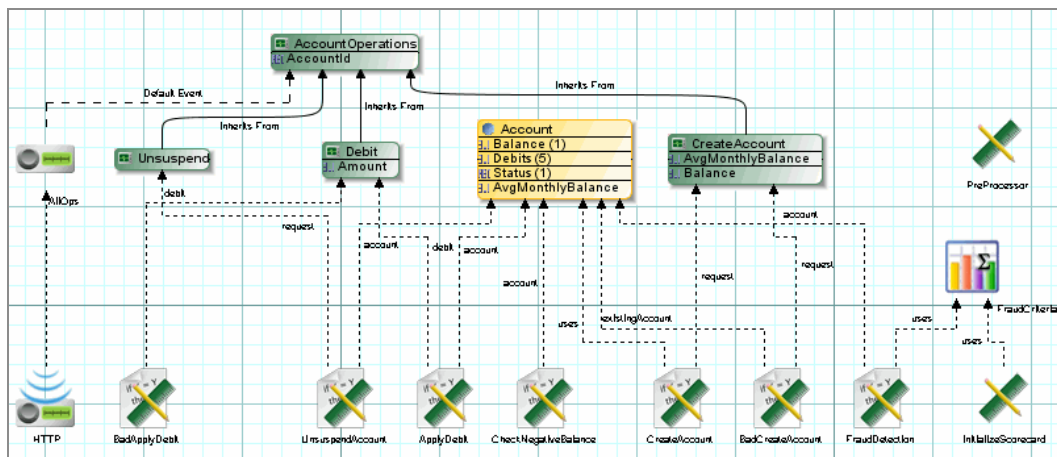 AccountOperations
AccountId
Default Event
Inherits From
Inherits From
Inherits From
Unsuspend
Debit
Amount
Account
Balance (1)
Debits (5)
Status (1)
AvgMonthlyBalance
CreateAccount
AvgMonthlyBalance
Balance
PreProcessor
AllOps
debit
request
account
debit
account
account
account
request
request
uses
existingAccount
uses
uses
FraudCriteria
HTTP
BadApplyDebit
UnsuspendAccount
ApplyDebit
CheckNegativeBalance
CreateAccount
BadCreateAccount
FraudDetection
InitializeScorecard